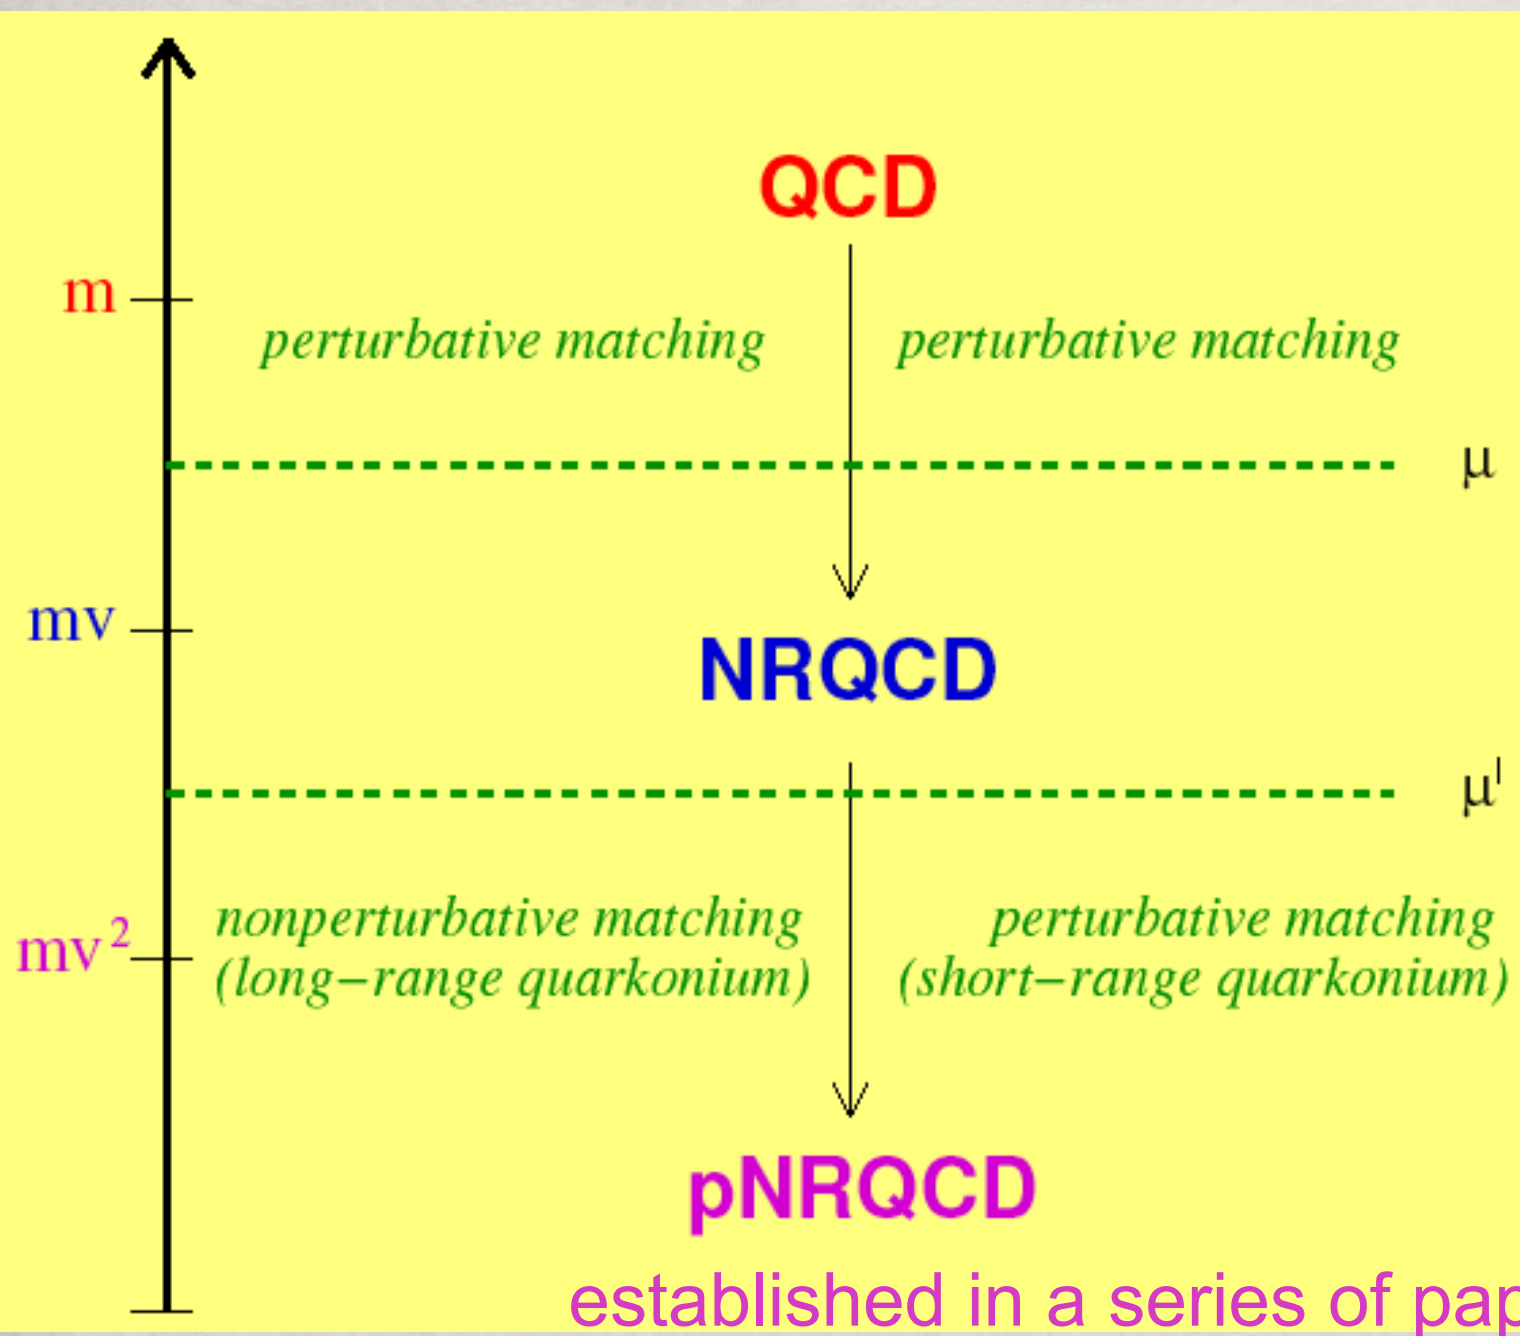 QCD
m
perturbative matching perturbative matching
μ
mv
NRQCD
μ'
nonperturbative matching perturbative matching
mv²
(long−range quarkonium) (short−range quarkonium)
pNRQCD
established in a series of